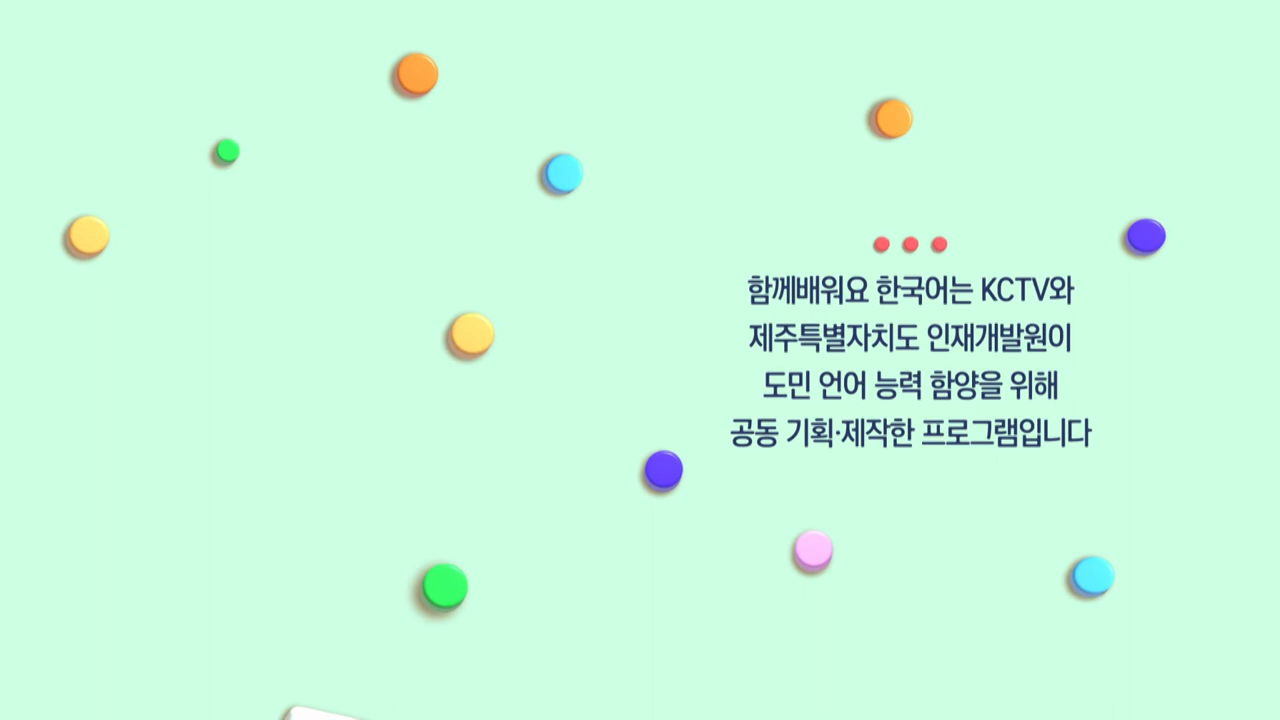 함께배워요 한국어는 KCTV와
제주특별자치도 인재개발원이
도민 언어 능력 함양을 위해
공동 기획·제작한 프로그램입니다